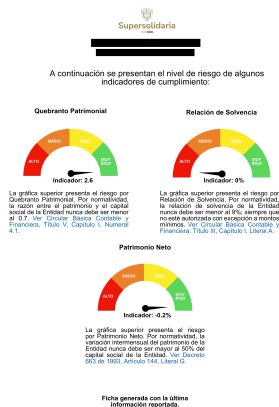 Supersolidaria
A continuación se presentan el nivel de riesgo de algunos
indicadores de cumplimiento:
Quebranto Patrimonial
Relación de Solvencia
ALTO
MEDIO
BAJO
MUY
BAJO
Indicador: 2.6
ALTO
MEDIO
BAJO
MUY
BAJO
Indicador: 0%
La gráfica superior presenta el riesgo por
Quebranto Patrimonial. Por normatividad,
la razón entre el patrimonio y el capital
social de la Entidad nunca debe ser menor
al 0.7. Ver Circular Básica Contable y
Financiera, Título V, Capítulo I, Numeral
4.1.
La gráfica superior presenta el riesgo por
Relación de Solvencia. Por normatividad,
la relación de solvencia de la Entidad
nunca debe ser menor al 9%; siempre que
no esté autorizada con excepción a montos
mínimos. Ver Circular Básica Contable y
Financiera, Título III, Capítulo I, Literal A.
Patrimonio Neto
ALTO
MEDIO
BAJO
MUY
BAJO
Indicador: -0.2%
La gráfica superior presenta el riesgo
por Patrimonio Neto. Por normatividad, la
variación intermensual del patrimonio de la
Entidad nunca debe ser mayor al 50% del
capital social de la Entidad. Ver Decreto
663 de 1993, Artículo 144, Literal G.
Ficha generada con la última
información reportada.